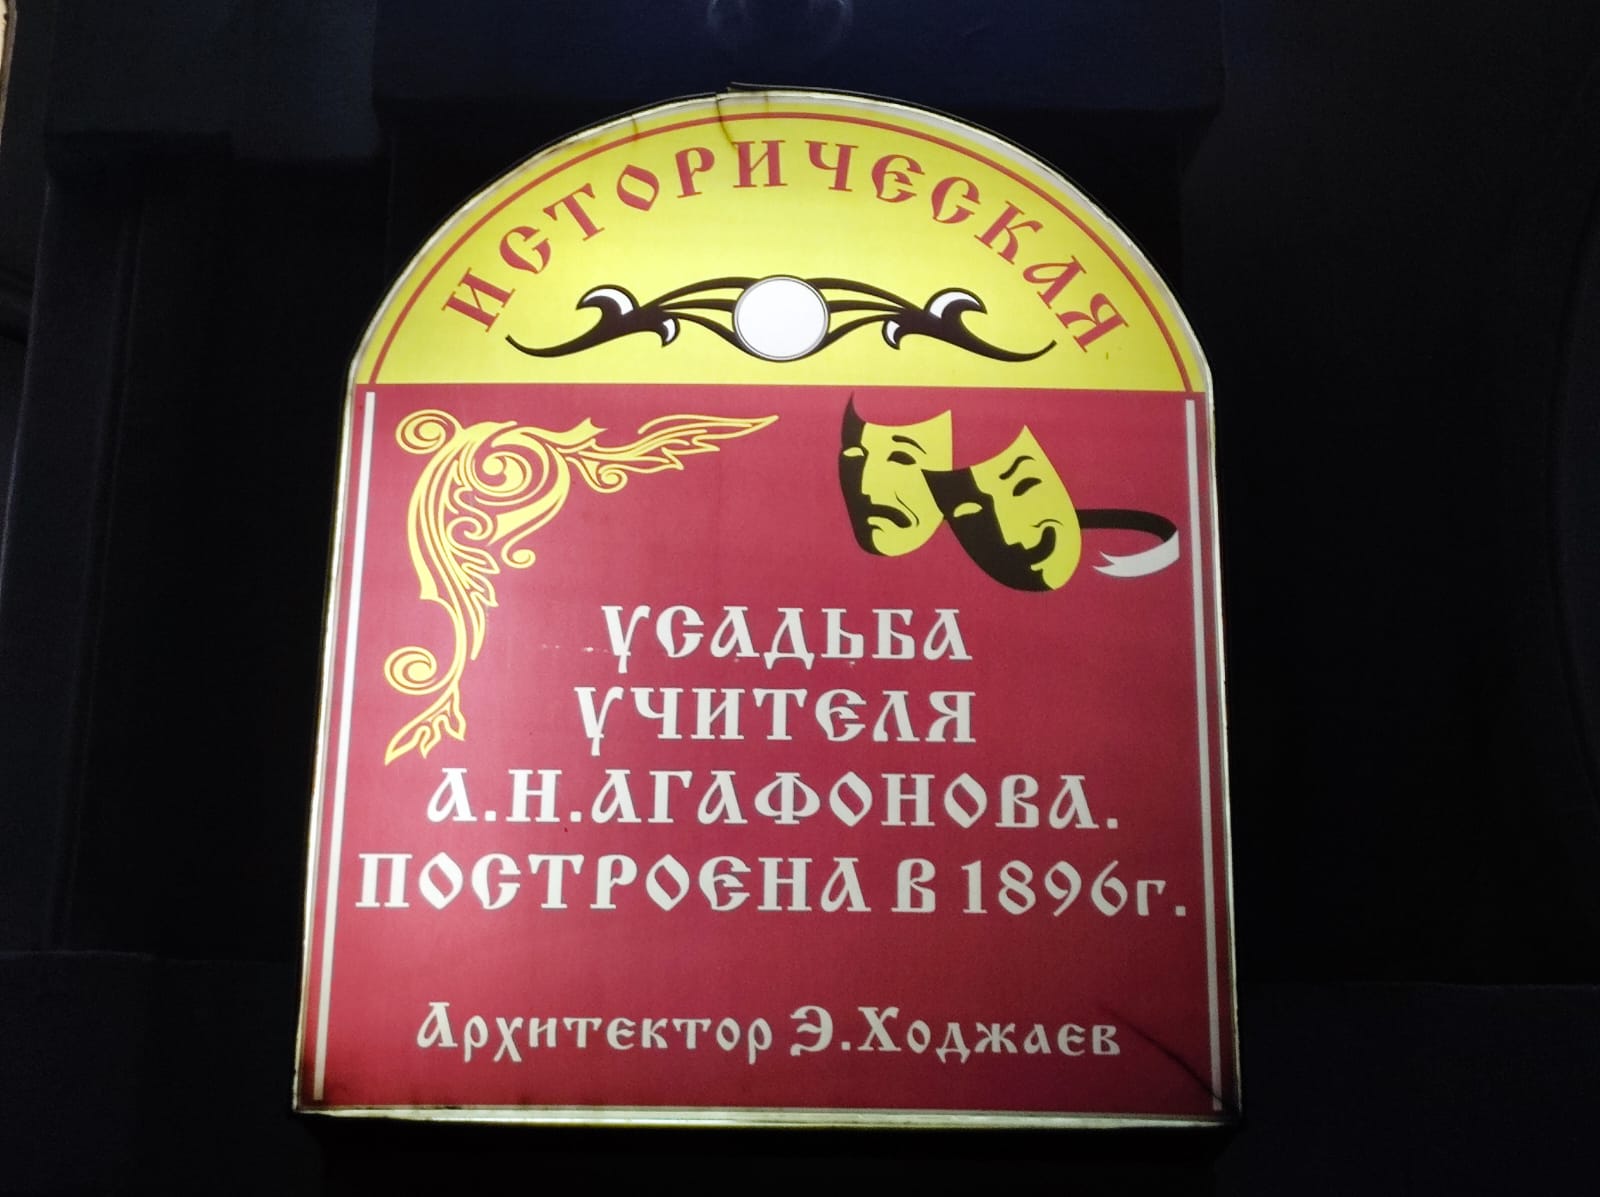 ИСТОРИЧЕСКАЯ
УСАДЬБА
УЧИТЕЛЯ
А.Н.АГАФОНОВА.
ПОСТРОЕНА В 1896г.
Архитектор Э.Ходжаев